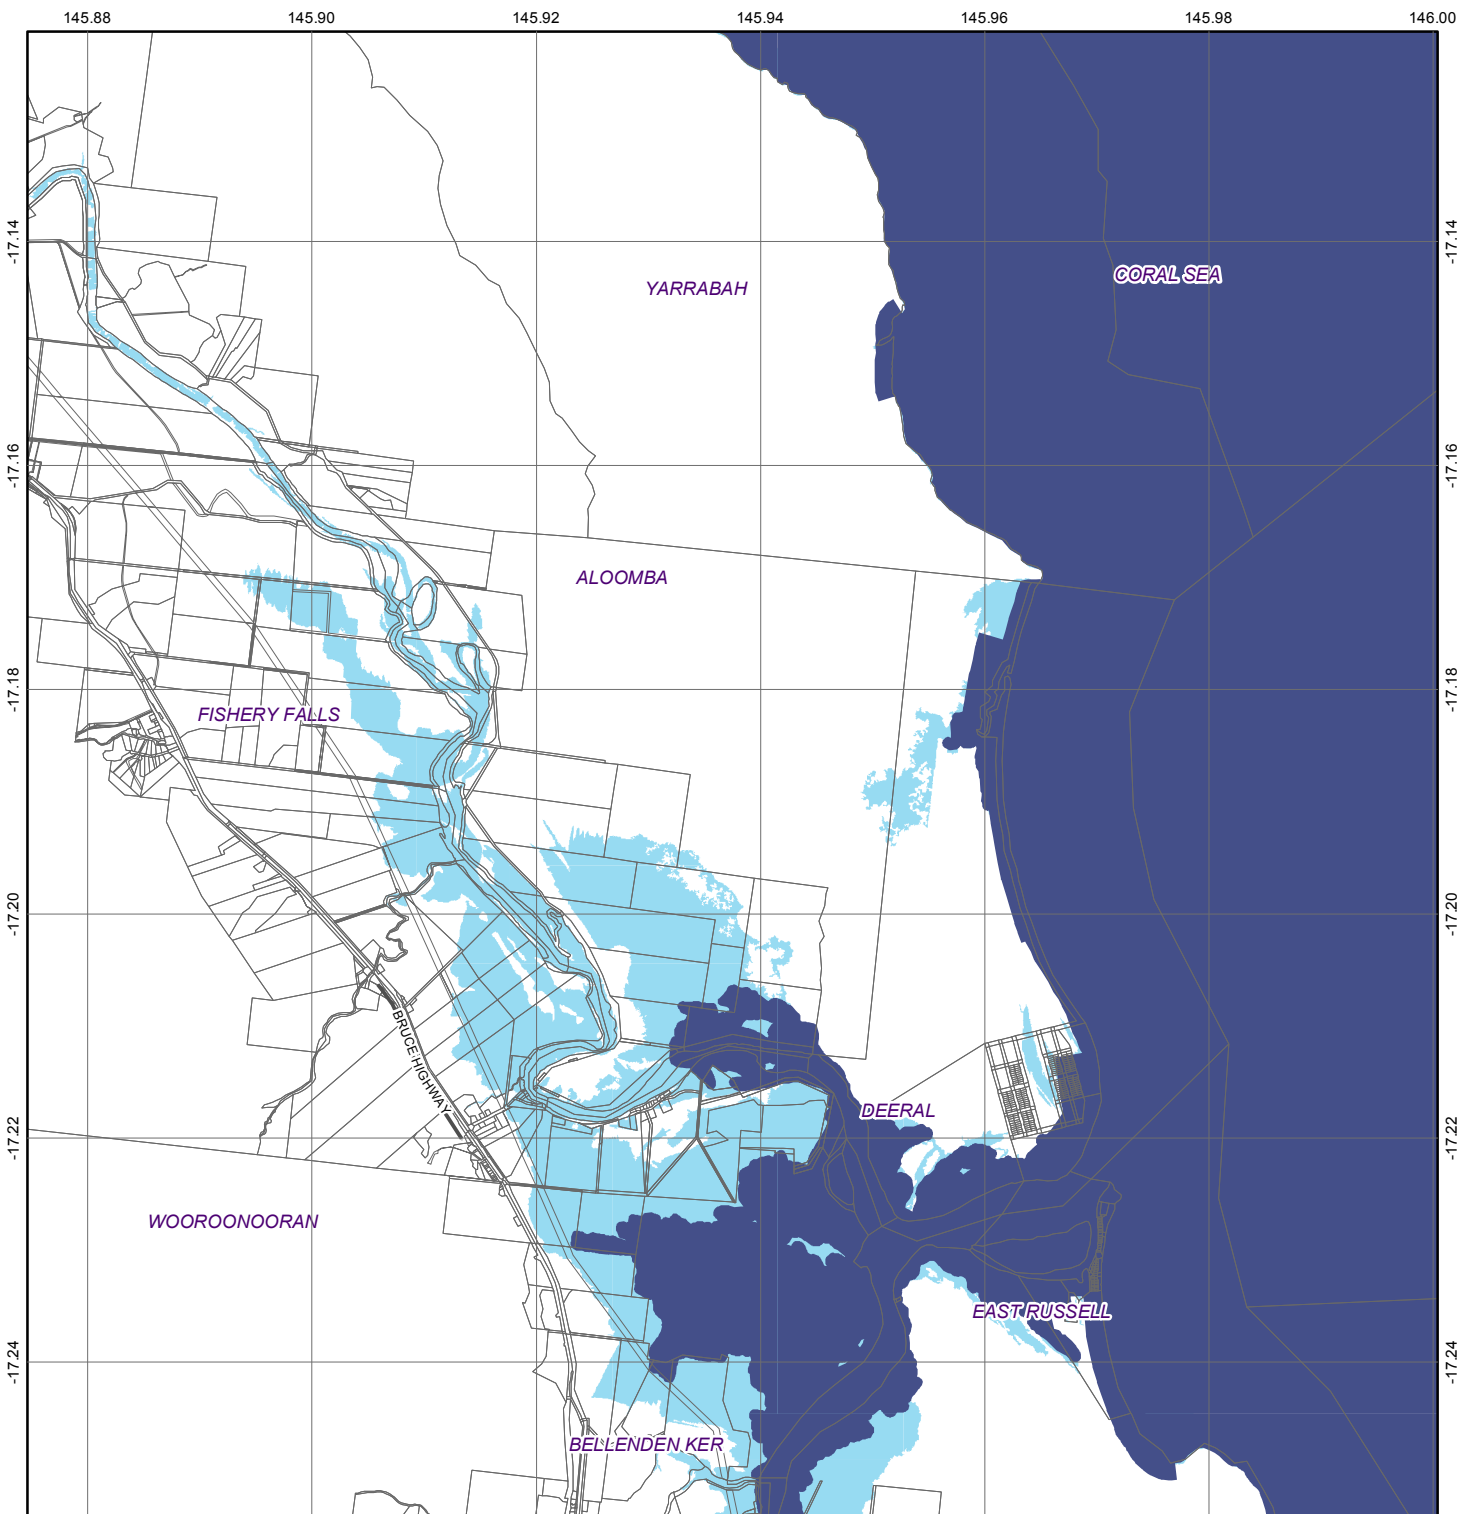 145.88 145.90 145.92 145.94 145.96 145.98 146.00
-17.14 -17.14
CORAL SEA
YARRABAH
-17.16 -17.16
ALOOMBA
-17.18 -17.18
FISHERY FALLS
-17.20 -17.20
BRUCE HIGHWAY
DEERAL
-17.22 -17.22
WOOROONOORAN
EAST RUSSELL
-17.24 -17.24
BELLENDEN KER